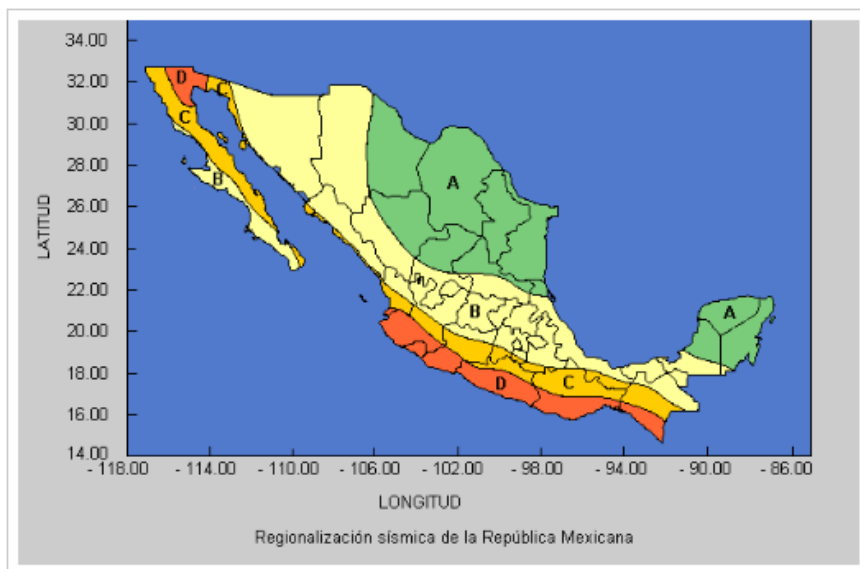 34.00
32.00
30.00
28.00
26.00
24.00
22.00
20.00
18.00
16.00
14.00
LATITUD
D
C
C
B
A
B
A
D
C
- 118.00 - 114.00 - 110.00 - 106.00 - 102.00 - 98.00 - 94.00 - 90.00 - 86.00
LONGITUD
Regionalización sísmica de la República Mexicana